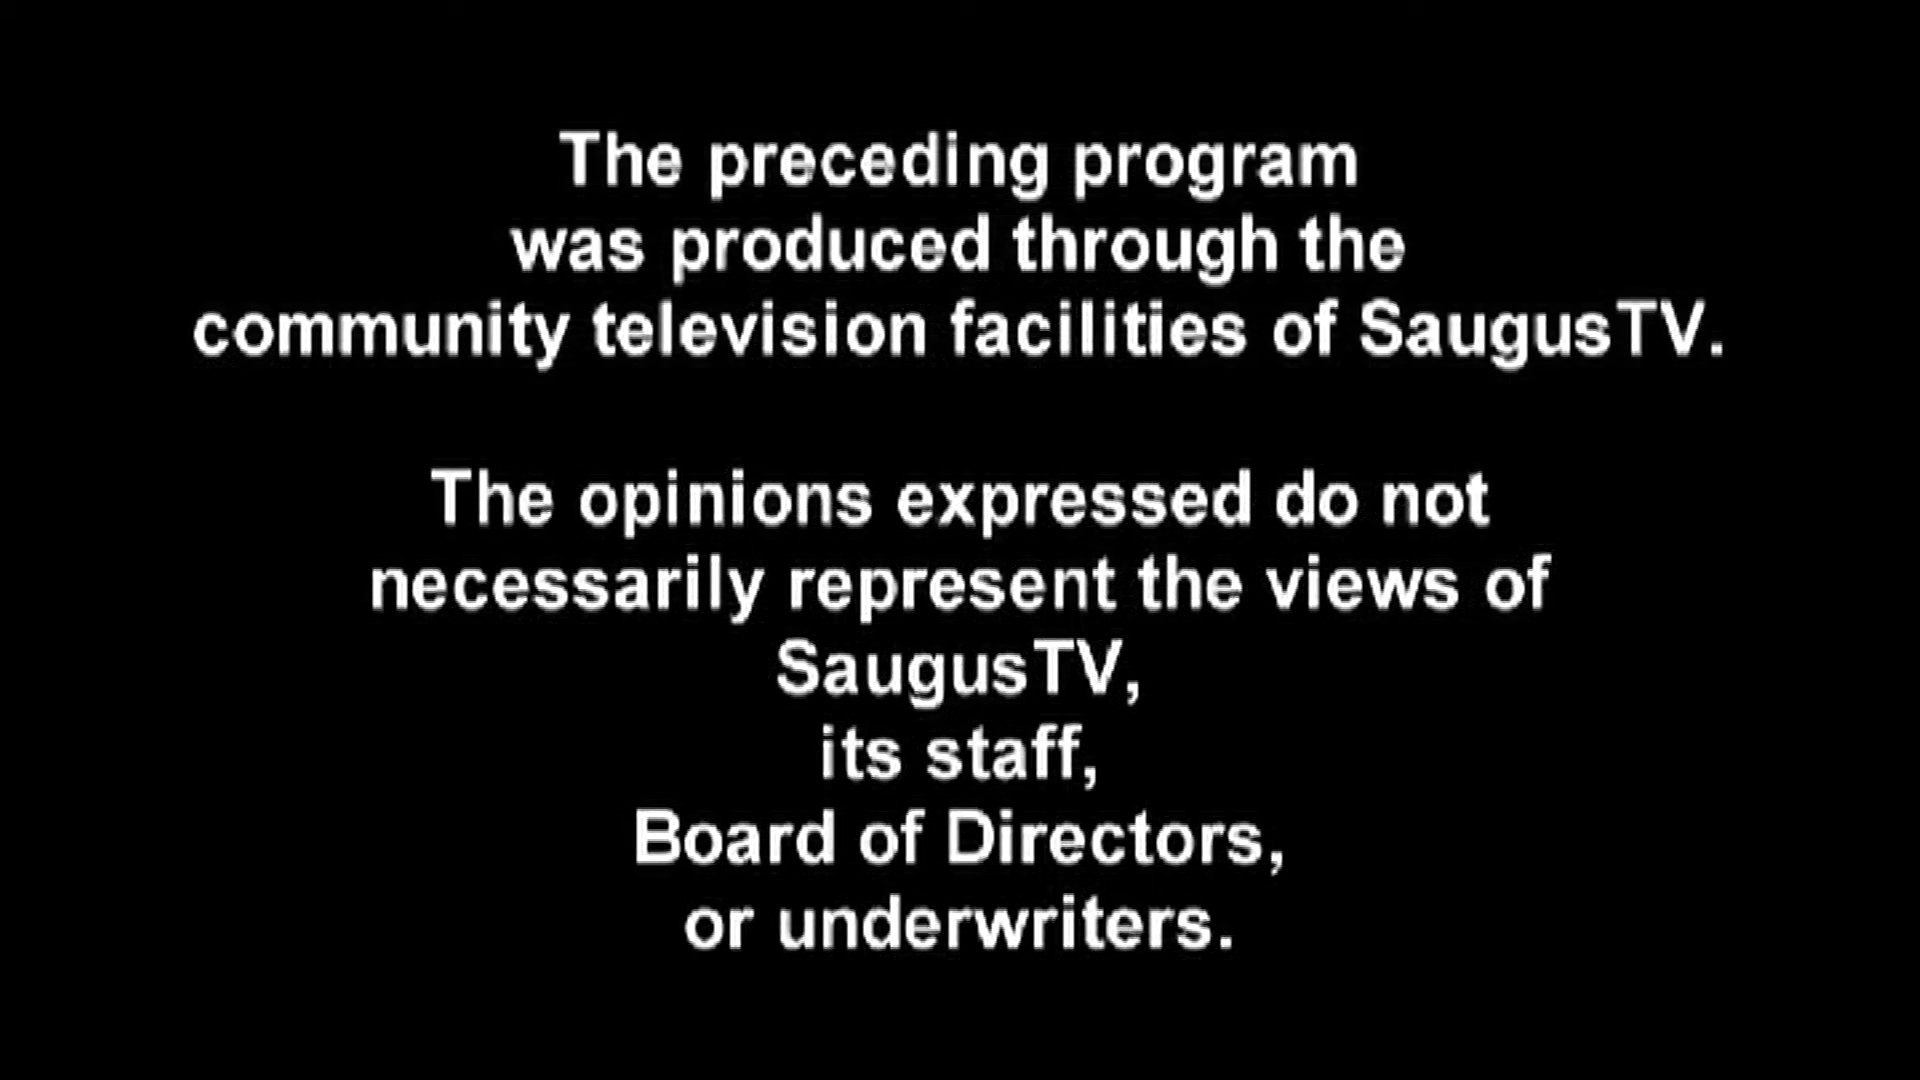 The preceding program
was produced through the
community television facilities of SaugusTV.
The opinions expressed do not
necessarily represent the views of
SaugusTV,
its staff,
Board of Directors,
or underwriters.